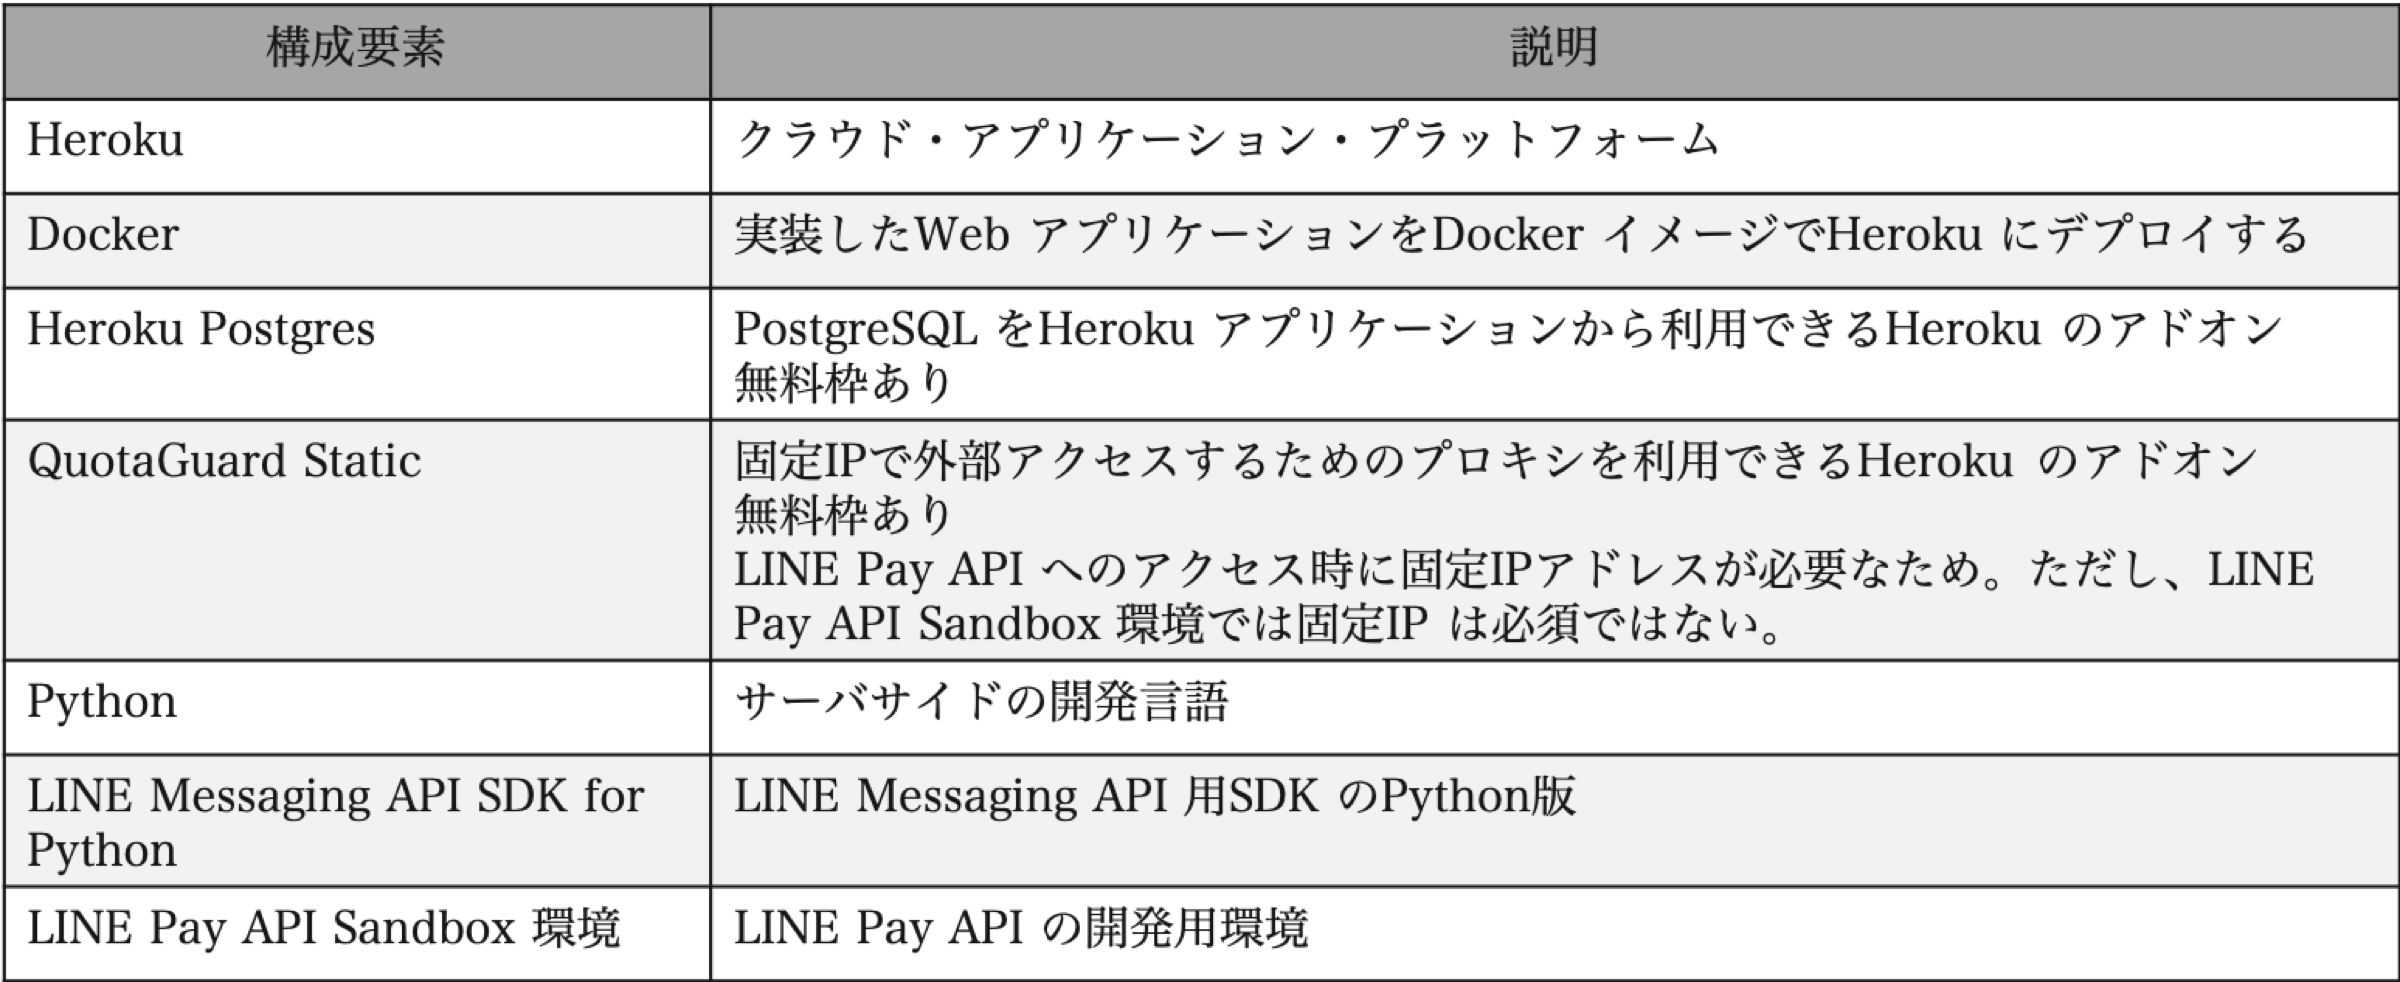 構成要素
説明
Heroku
クラウド・アプリケーション・プラットフォーム
Docker
実装したWeb アプリケーションをDocker イメージでHeroku にデプロイする
Heroku Postgres
PostgreSQL をHeroku アプリケーションから利用できるHeroku のアドオン
無料枠あり
QuotaGuard Static
固定IPで外部アクセスするためのプロキシを利用できるHeroku のアドオン
無料枠あり
LINE Pay API へのアクセス時に固定IPアドレスが必要なため。ただし、LINE
Pay API Sandbox 環境では固定IP は必須ではない。
Python
サーバサイドの開発言語
LINE Messaging API SDK for
Python
LINE Messaging API 用SDK のPython版
LINE Pay API Sandbox 環境
LINE Pay API の開発用環境